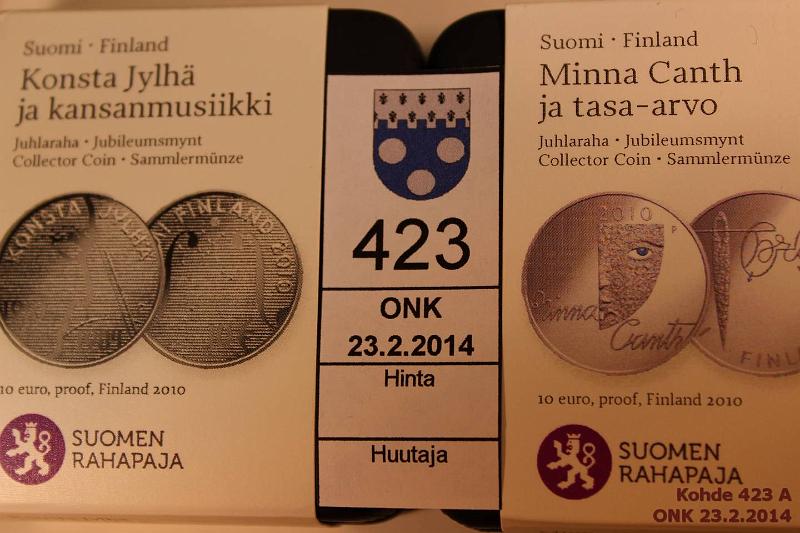 Suomi · Finland
Konsta Jylhä
ja kansanmusiikki
Juhlaraha · Jubileumsmynt
Collector Coin · Sammlermünze
KONSTA JYLHÄ
FINLAND 2010
10 euro, proof, Finland 2010
SUOMEN
RAHAPAJA
423
ONK
23.2.2014
Hinta
Huutaja
Suomi · Finland
Minna Canth
ja tasa-arvo
Juhlaraha · Jubileumsmynt
Collector Coin · Sammlermünze
2010
P
Minna
Canth
FINL
10 euro, proof, Finland 2010
SUOMEN
RAHAPAJA
Kohde 423 A
ONK 23.2.2014